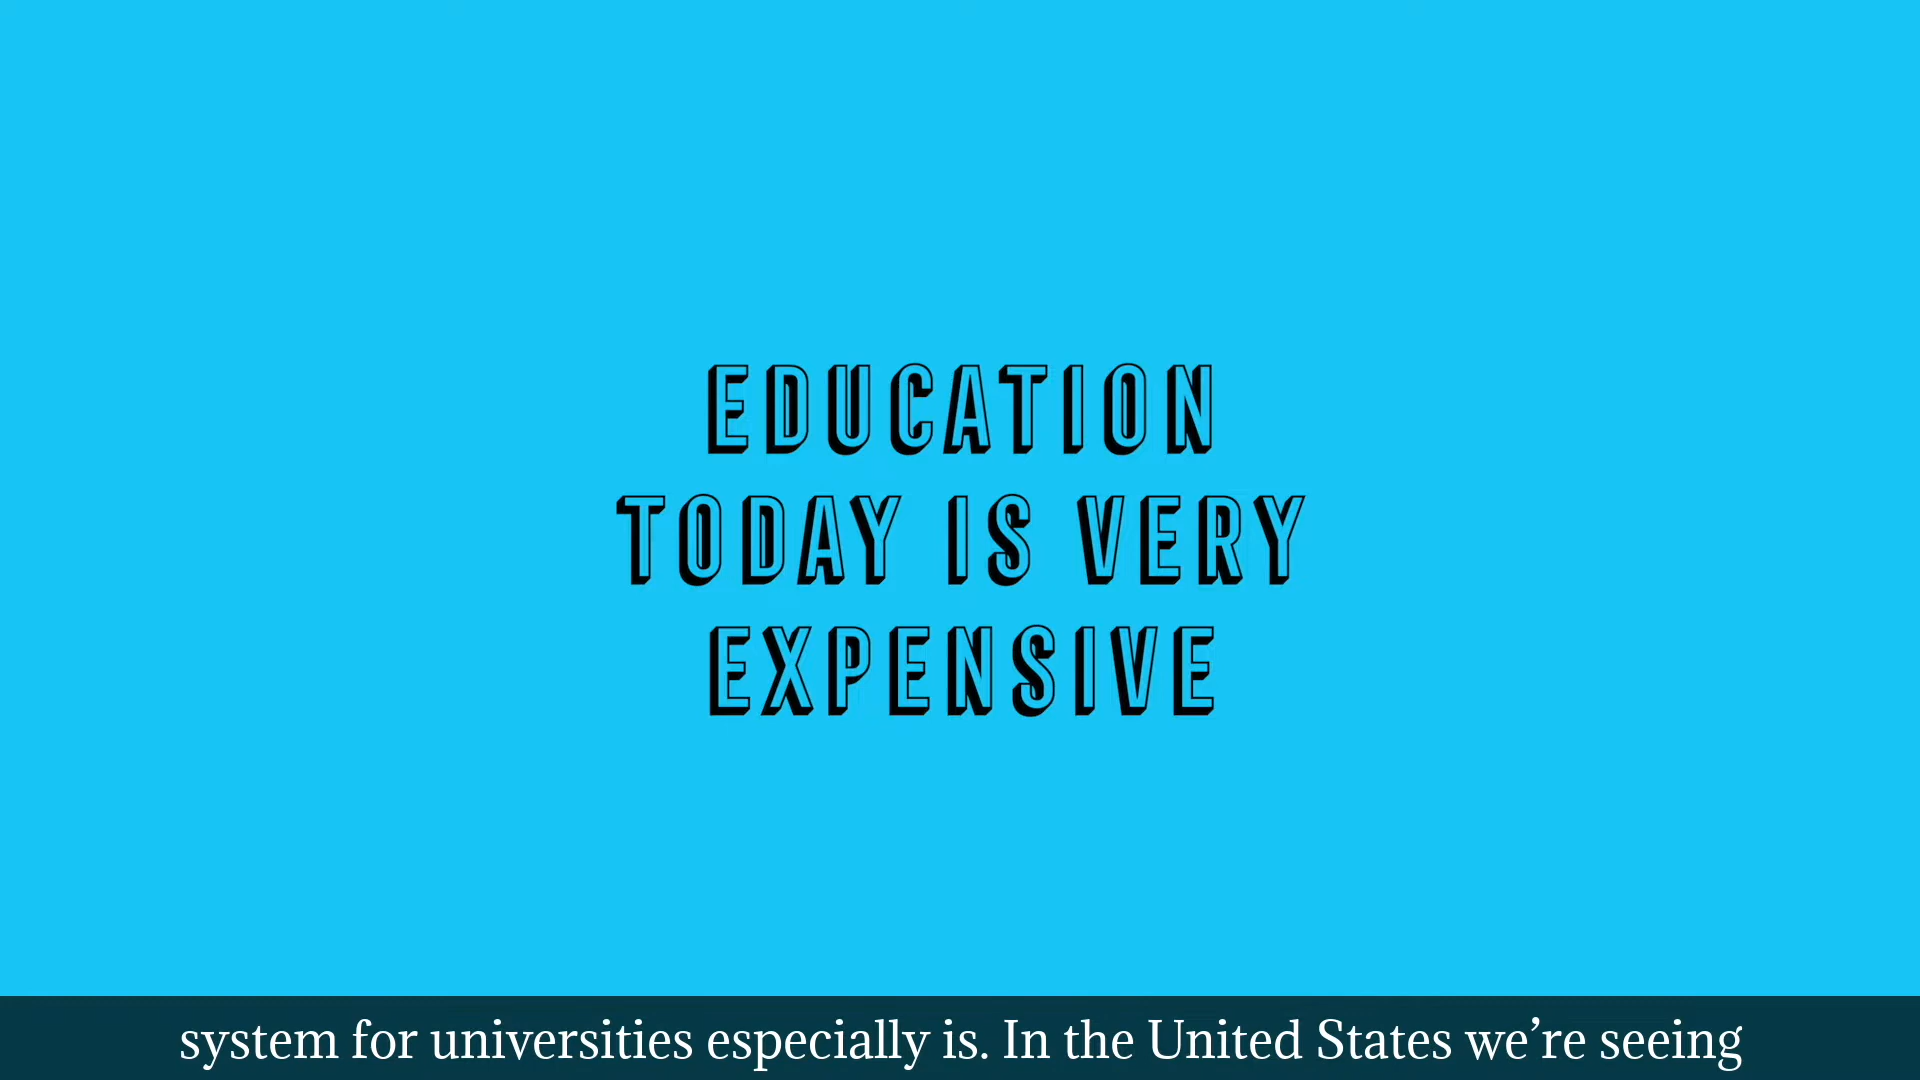 EDUCATION
TODAY IS VERY
EXPENSIVE
system for universities especially is. In the United States we’re seeing